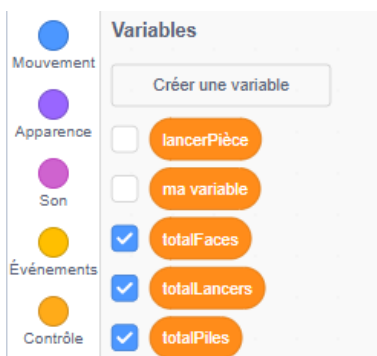 Mouvement
Apparence
Son
Événements
Contrôle
Variables
Créer une variable
lancerPièce
ma variable
totalFaces
totalLancers
totalPiles